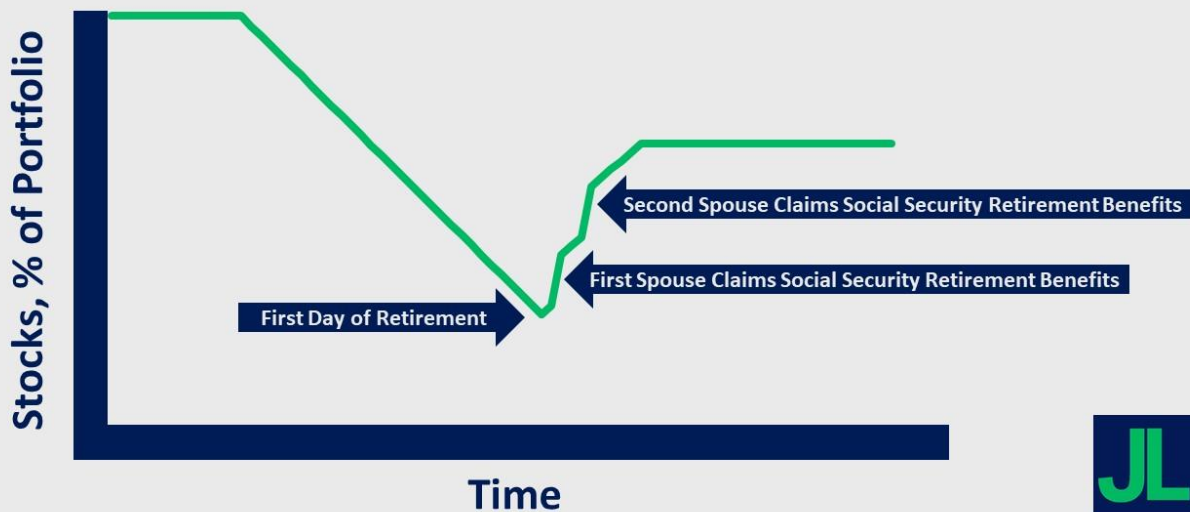 Stocks, % of Portfolio
Second Spouse Claims Social Security Retirement Benefits
First Spouse Claims Social Security Retirement Benefits
First Day of Retirement
Time
JL